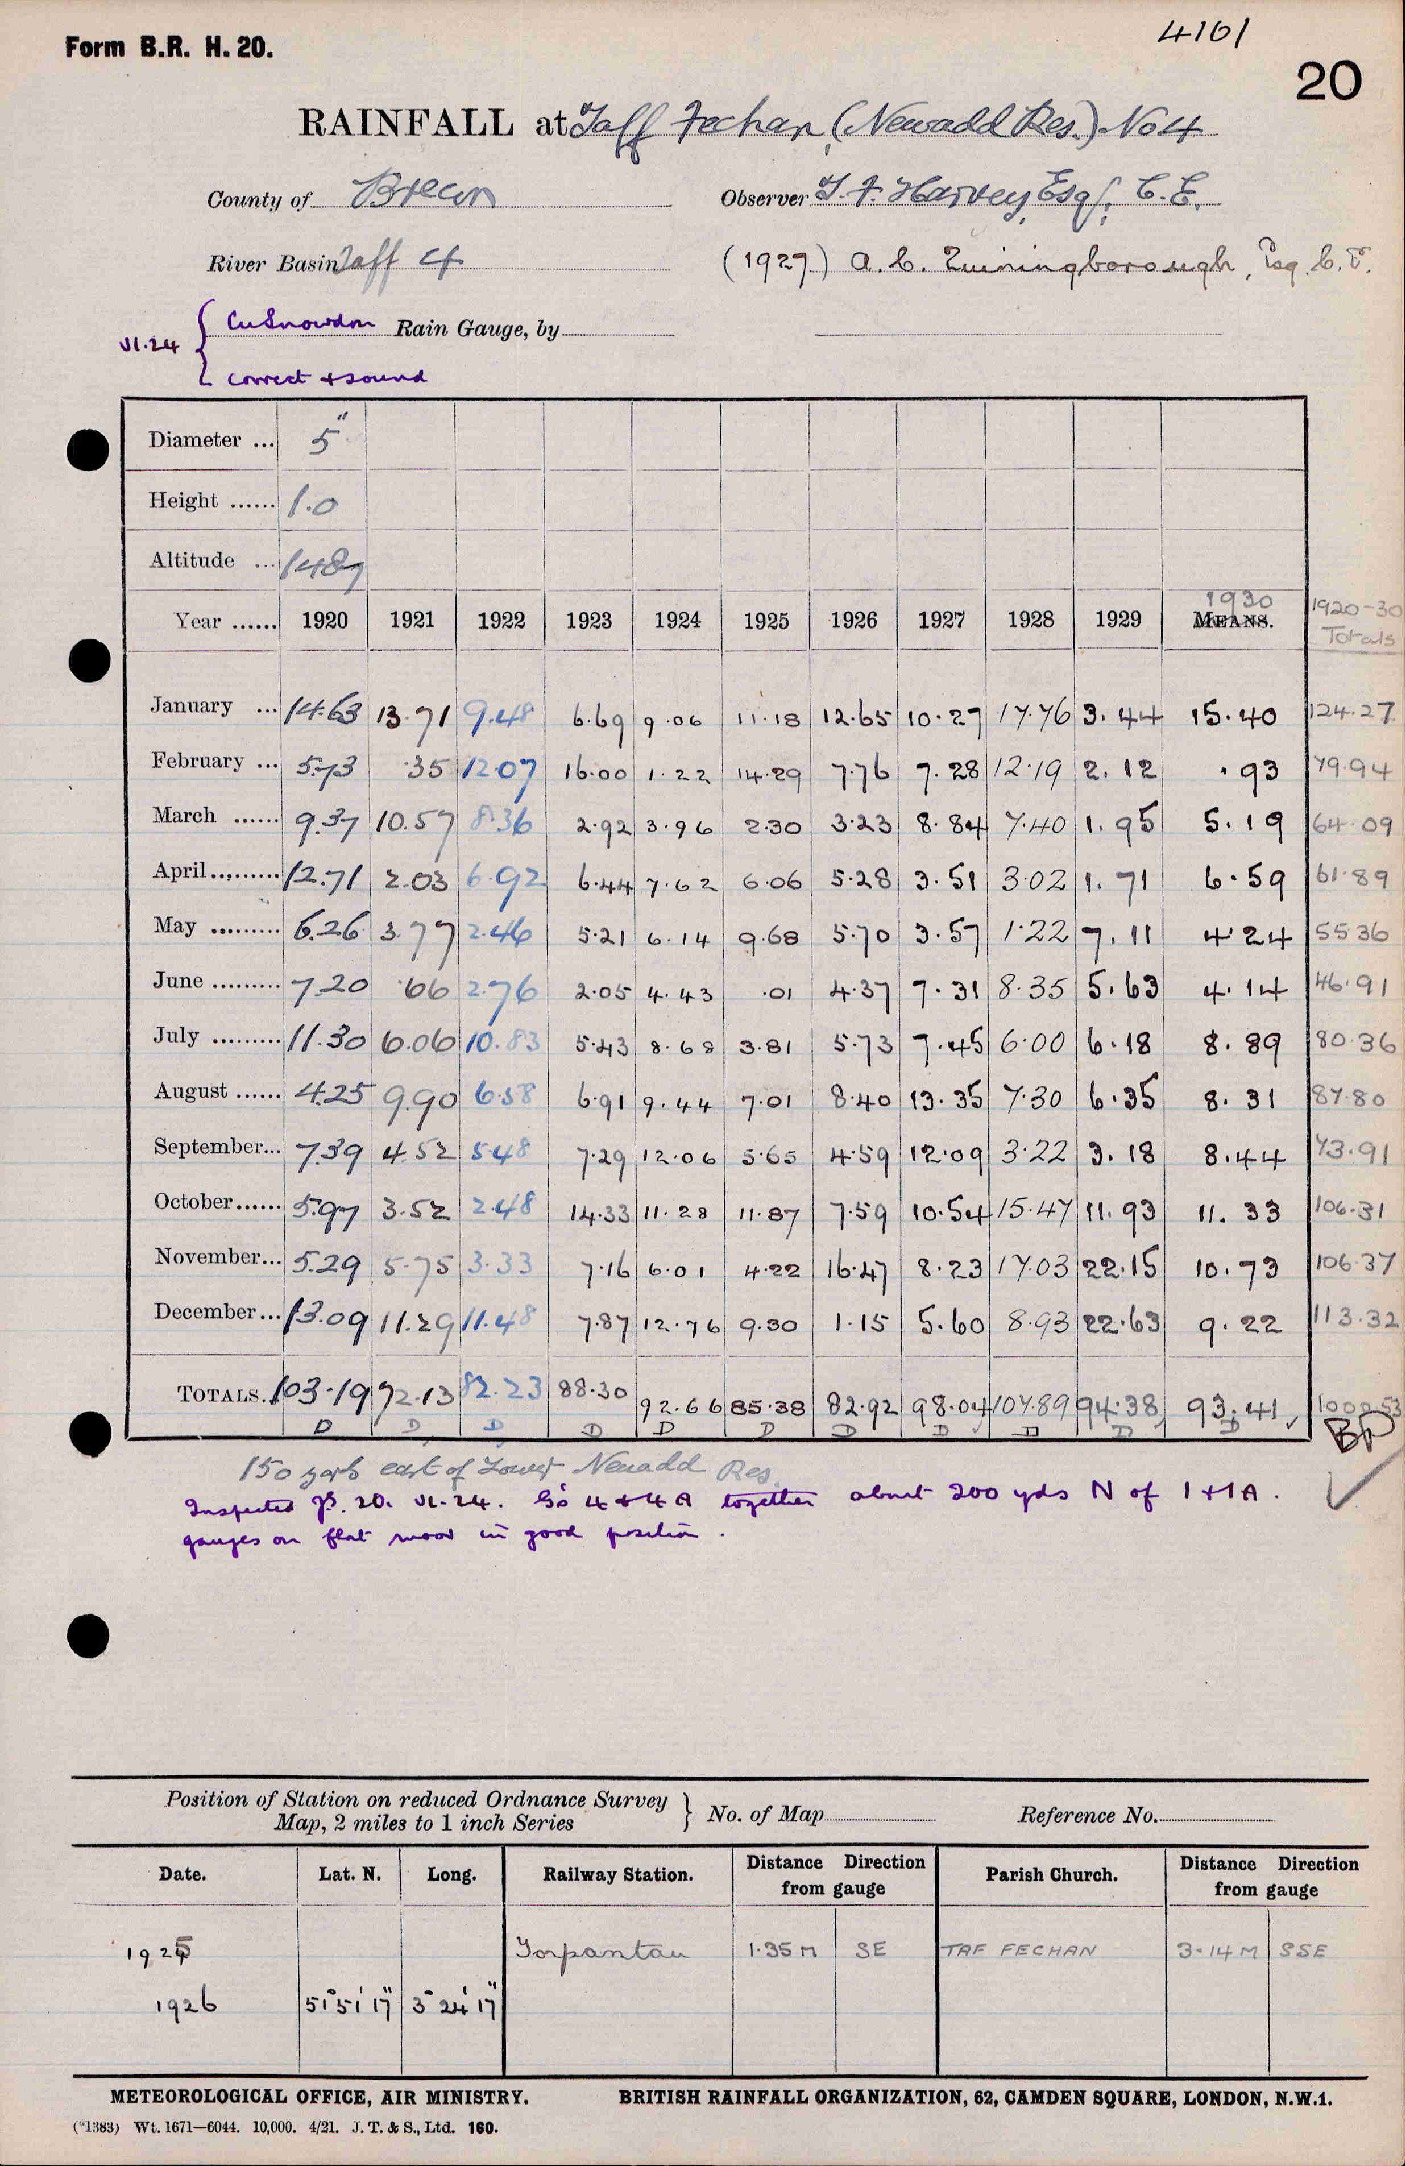 4161
Form B.R. H. 20.
20
RAINFALL at Taff Fechan (Newadd Res.) No 4
County of Brecon Observer T. F. Harvey, Esq., C. E.
River Basin Taff 4 (1927) A. C. Esq. C. E.
VI.24 { Cu Snowdon Rain Gauge, by
correct + sound
Diameter ... 5"
Height ...... 1.0
Altitude ... 1487
Year ...... 1920 1921 1922 1923 1924 1925 1926 1927 1928 1929 1930 MEANS. 1920-30 Totals
January ... 14.63 13.71 9.48 6.69 9.06 11.18 12.65 10.27 17.76 3.44 15.40 124.27
February ... 5.73 .35 12.07 16.00 1.22 14.29 7.76 7.28 12.19 2.12 .93 79.94
March ...... 9.37 10.57 8.36 2.92 3.96 2.30 3.23 8.84 7.40 1.95 5.19 64.09
April ......... 12.71 2.03 6.92 6.44 7.62 6.06 5.28 3.51 3.02 1.71 6.59 61.89
May ......... 6.26 3.77 2.46 5.21 6.14 9.68 5.70 3.57 1.22 7.11 4.24 55.36
June ......... 7.20 .66 2.76 2.05 4.43 .01 4.37 7.31 8.35 5.63 4.14 46.91
July ......... 11.30 6.06 10.83 5.43 8.68 3.81 5.73 7.45 6.00 6.18 8.89 80.36
August ...... 4.25 9.90 6.58 6.91 9.44 7.01 8.40 13.35 7.30 6.35 8.31 87.80
September... 7.39 4.52 5.48 7.29 12.06 5.65 4.59 12.09 3.22 3.18 8.44 73.91
October...... 5.97 3.52 2.48 14.33 11.28 11.87 7.59 10.54 15.47 11.93 11.33 106.31
November... 5.29 5.75 3.33 7.16 6.01 4.22 16.47 8.23 17.03 22.15 10.73 106.37
December... 13.09 11.29 11.48 7.87 12.76 9.30 1.15 5.60 8.93 22.63 9.22 113.32
TOTALS. 103.19 72.13 82.23 88.30 92.66 85.38 82.92 98.04 107.89 94.38 93.41 1000.53
D D D D D D D D D D D BP
150 yards east of Lower Neuadd Res.
Inspected 20. VI.24. 4 + 4A together about 200 yds N of 1 + 1A.
gauges on flat moor in good position.
Position of Station on reduced Ordnance Survey
Map, 2 miles to 1 inch Series } No. of Map Reference No.
Date. Lat. N. Long. Railway Station. Distance Direction from gauge Parish Church. Distance Direction from gauge
1925 Torpantau 1.35 M SE TAF FECHAN 3.14 M SSE
1926 51° 51' 17" 3° 24' 17"
METEOROLOGICAL OFFICE, AIR MINISTRY. BRITISH RAINFALL ORGANIZATION, 62, CAMDEN SQUARE, LONDON, N.W.1.
(*1383) Wt. 1671—6044. 10,000. 4/21. J. T. & S., Ltd. 160.